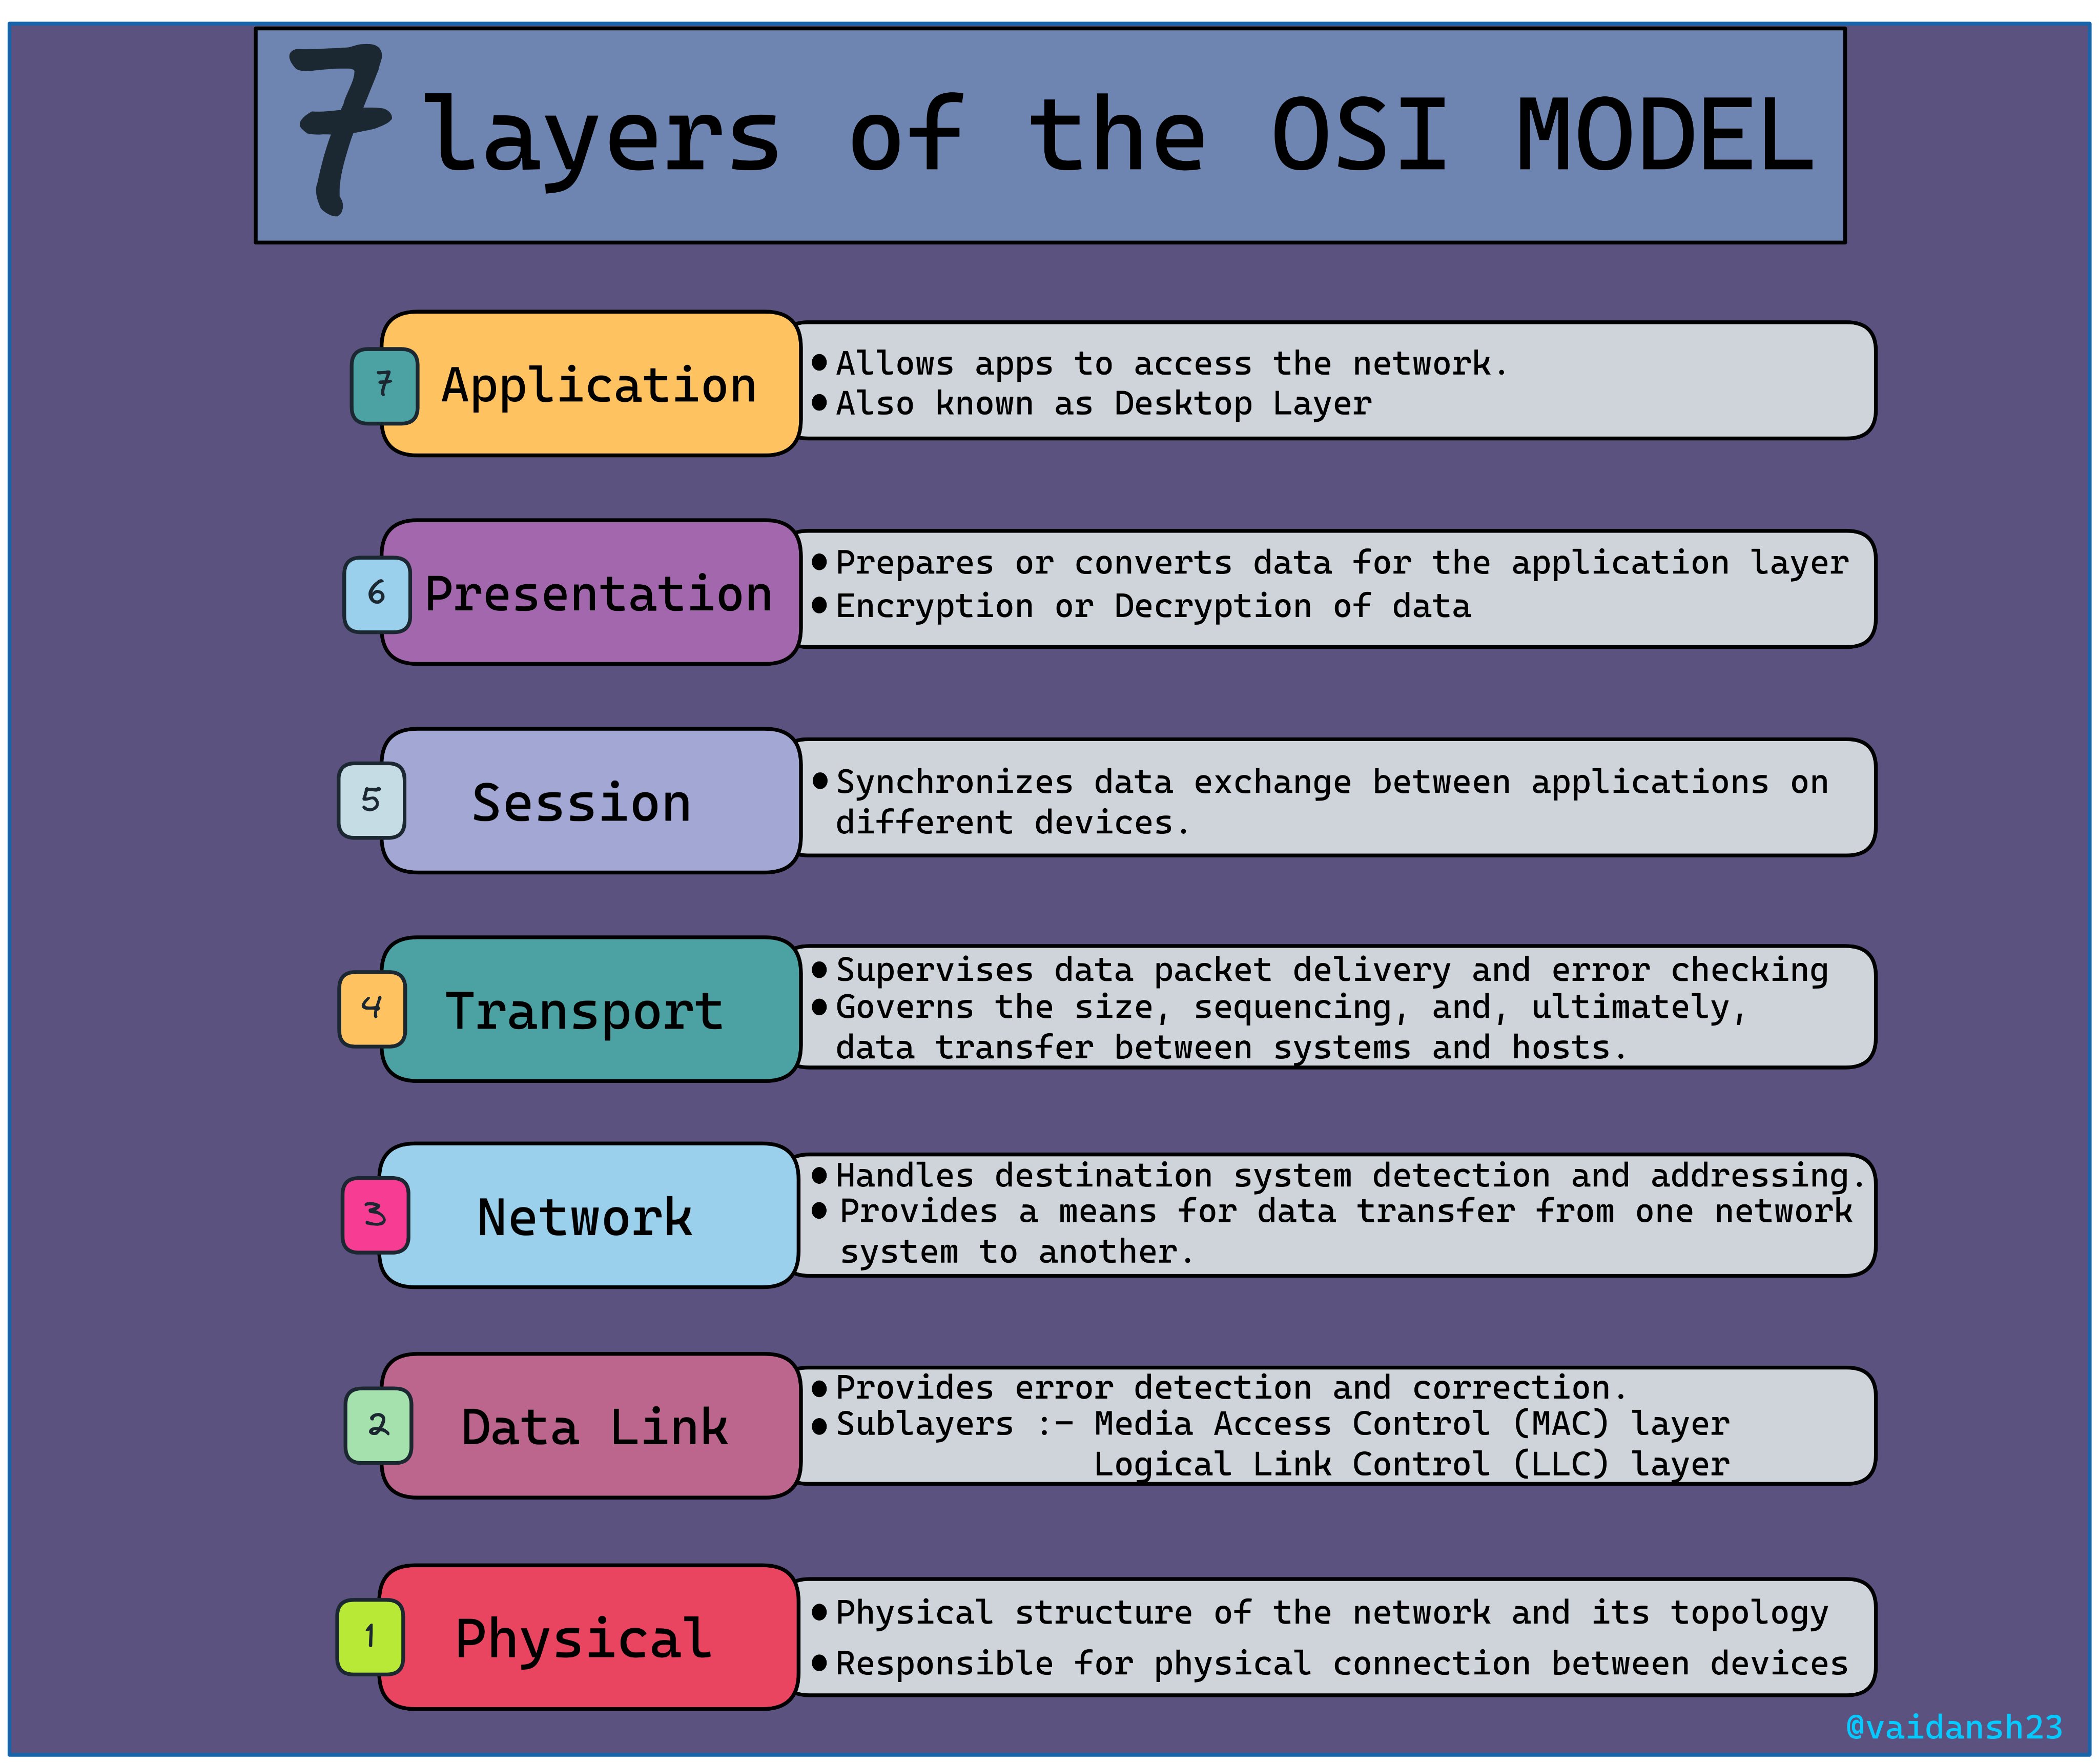 7 layers of the OSI MODEL
7 Application
• Allows apps to access the network.
• Also known as Desktop Layer
6 Presentation
• Prepares or converts data for the application layer
• Encryption or Decryption of data
5 Session
• Synchronizes data exchange between applications on
different devices.
4 Transport
• Supervises data packet delivery and error checking
• Governs the size, sequencing, and, ultimately,
data transfer between systems and hosts.
3 Network
• Handles destination system detection and addressing.
• Provides a means for data transfer from one network
system to another.
2 Data Link
• Provides error detection and correction.
• Sublayers :- Media Access Control (MAC) layer
Logical Link Control (LLC) layer
1 Physical
• Physical structure of the network and its topology
• Responsible for physical connection between devices
@vaidansh23